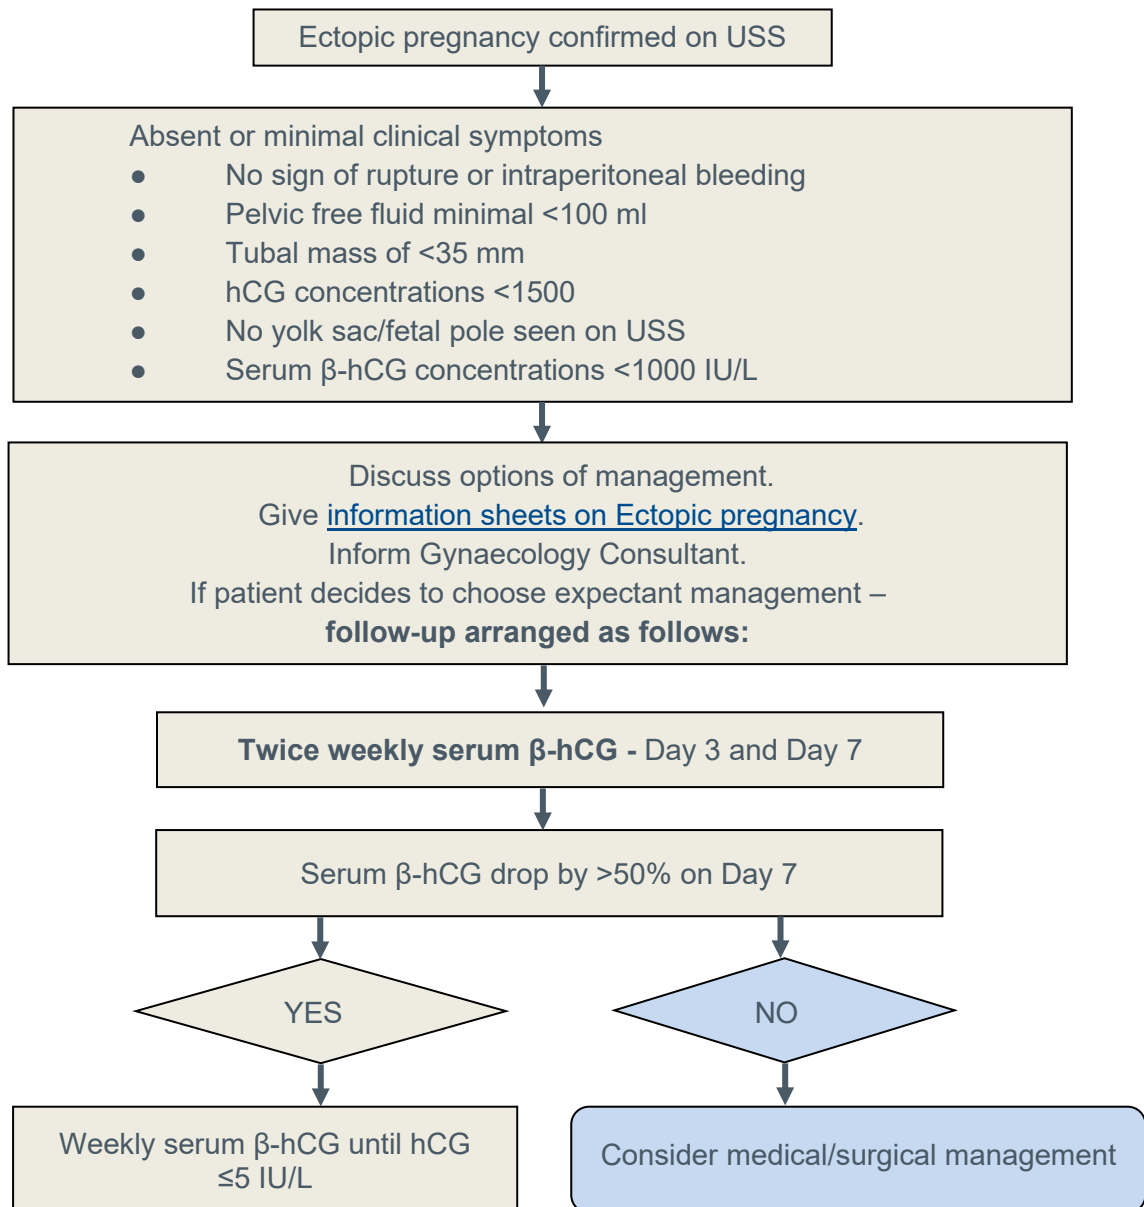 Ectopic pregnancy confirmed on USS
Absent or minimal clinical symptoms
● No sign of rupture or intraperitoneal bleeding
● Pelvic free fluid minimal <100 ml
● Tubal mass of <35 mm
● hCG concentrations <1500
● No yolk sac/fetal pole seen on USS
● Serum β-hCG concentrations <1000 IU/L
Discuss options of management.
Give information sheets on Ectopic pregnancy.
Inform Gynaecology Consultant.
If patient decides to choose expectant management –
follow-up arranged as follows:
Twice weekly serum β-hCG - Day 3 and Day 7
Serum β-hCG drop by >50% on Day 7
YES
NO
Weekly serum β-hCG until hCG
≤5 IU/L
Consider medical/surgical management